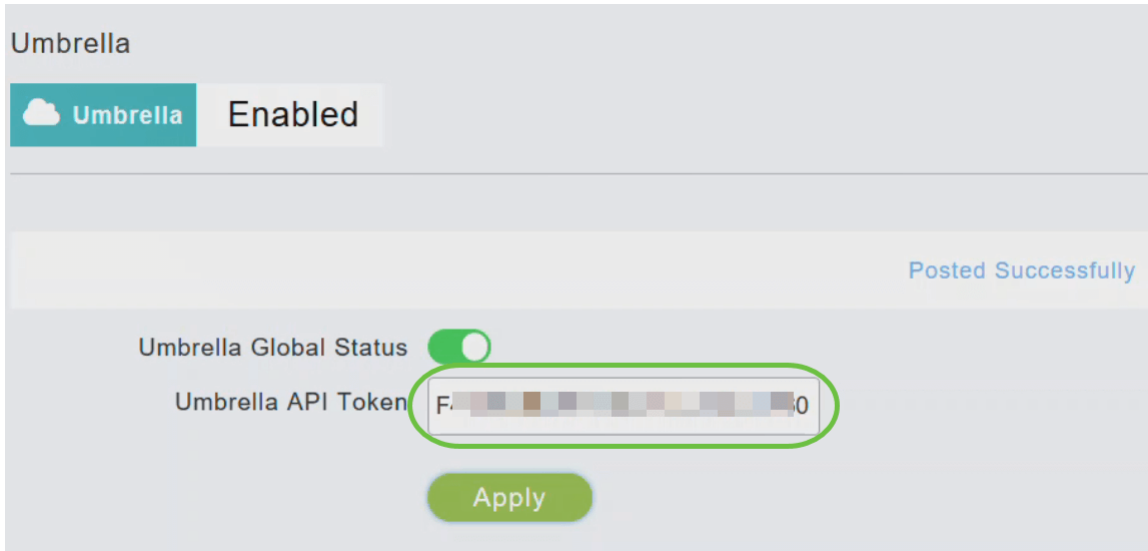 Umbrella
Umbrella Enabled
Posted Successfully
Umbrella Global Status
Umbrella API Token
Apply